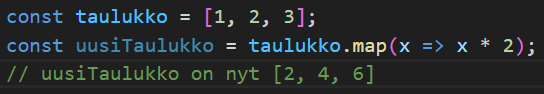 const taulukko = [1, 2, 3];
const uusiTaulukko = taulukko.map(x => x * 2);
// uusiTaulukko on nyt [2, 4, 6]